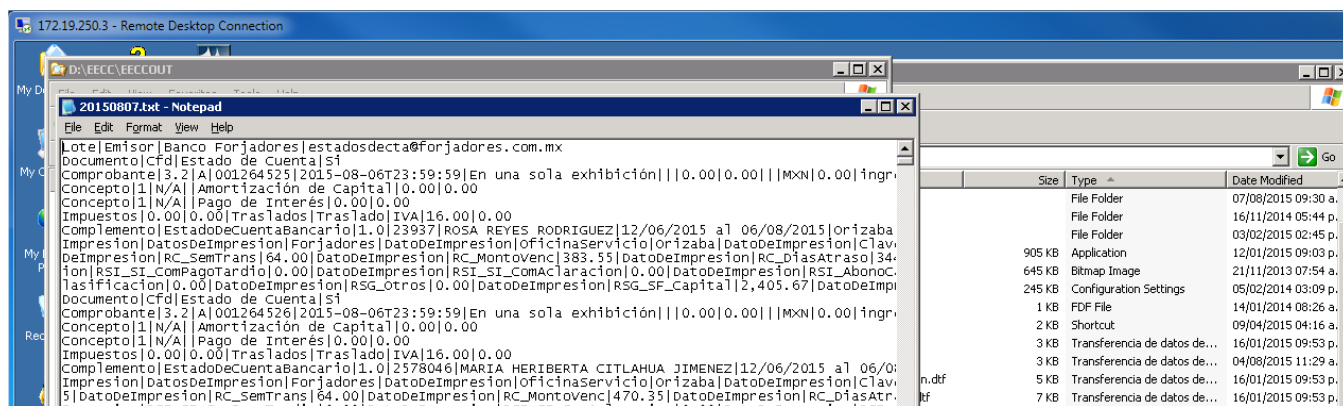 172.19.250.3 - Remote Desktop Connection
D:\EECC\EECCOUT
My D
File Edit View Favorites Tools Help
20150807.txt - Notepad
File Edit Format View Help
Lote|Emisor|Banco Forjadores|estadosdecta@forjadores.com.mx
Documento|Cfd|Estado de Cuenta|Si
Comprobante|3.2|A|001264525|2015-08-06T23:59:59|En una sola exhibición|||0.00|0.00|||MXN|0.00|ingr
Concepto|1|N/A||Amortización de Capital|0.00|0.00
Concepto|1|N/A||Pago de Interés|0.00|0.00
Impuestos|0.00|0.00|Traslados|Traslado|IVA|16.00|0.00
Complemento|EstadoDeCuentaBancario|1.0|23937|ROSA REYES RODRIGUEZ|12/06/2015 al 06/08/2015|Orizaba
Impresion|DatosDeImpresion|Forjadores|DatoDeImpresion|OficinaServicio|Orizaba|DatoDeImpresion|Clav
DeImpresion|RC_SemTrans|64.00|DatoDeImpresion|RC_MontoVenc|383.55|DatoDeImpresion|RC_DiasAtraso|34
ion|RSI_SI_ComPagoTardio|0.00|DatoDeImpresion|RSI_SI_ComAclaracion|0.00|DatoDeImpresion|RSI_AbonoC
lasificacion|0.00|DatoDeImpresion|RSG_Otros|0.00|DatoDeImpresion|RSG_SF_Capital|2,405.67|DatoDeImp
Documento|Cfd|Estado de Cuenta|Si
Comprobante|3.2|A|001264526|2015-08-06T23:59:59|En una sola exhibición|||0.00|0.00|||MXN|0.00|ingr
Concepto|1|N/A||Amortización de Capital|0.00|0.00
Concepto|1|N/A||Pago de Interés|0.00|0.00
Impuestos|0.00|0.00|Traslados|Traslado|IVA|16.00|0.00
Complemento|EstadoDeCuentaBancario|1.0|2578046|MARIA HERIBERTA CITLAHUA JIMENEZ|12/06/2015 al 06/0
Impresion|DatosDeImpresion|Forjadores|DatoDeImpresion|OficinaServicio|Orizaba|DatoDeImpresion|Clav
5|DatoDeImpresion|RC_SemTrans|64.00|DatoDeImpresion|RC_MontoVenc|470.35|DatoDeImpresion|RC_DiasAtr
My C
My
P
Rec
Go
Size Type Date Modified
File Folder 07/08/2015 09:30 a.
File Folder 16/11/2014 05:44 p.
File Folder 03/02/2015 02:45 p.
905 KB Application 12/01/2015 09:03 p.
645 KB Bitmap Image 21/11/2013 07:54 a.
245 KB Configuration Settings 05/02/2014 03:09 p.
1 KB FDF File 14/01/2014 08:26 a.
2 KB Shortcut 09/04/2015 04:16 a.
3 KB Transferencia de datos de... 16/01/2015 09:53 p.
3 KB Transferencia de datos de... 04/08/2015 11:29 a.
n.dtf 5 KB Transferencia de datos de... 16/01/2015 09:53 p.
tf 7 KB Transferencia de datos de... 16/01/2015 09:53 p.